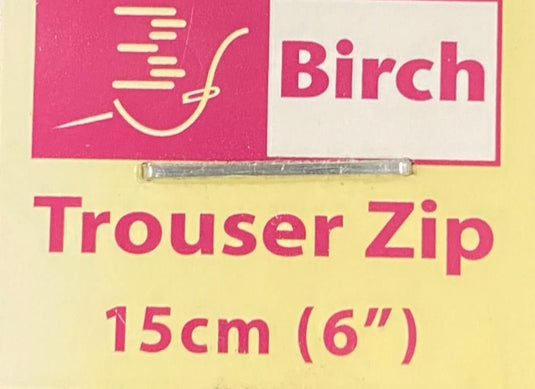 Birch
Trouser Zip
15cm (6”)